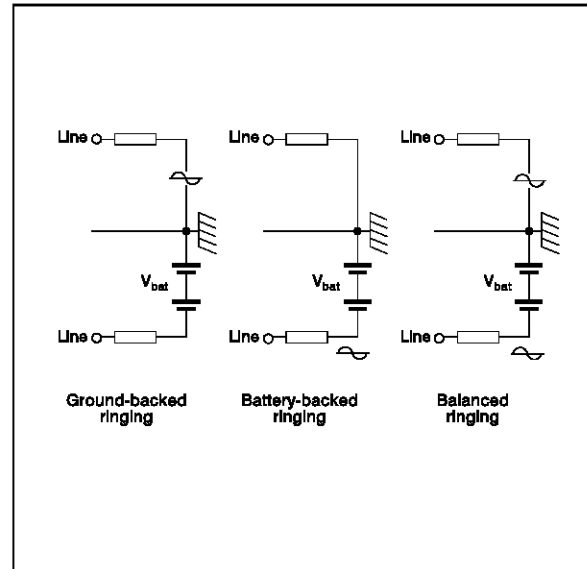 Line Line Line
V_bat V_bat V_bat
Line Line Line
Ground-backed ringing
Battery-backed ringing
Balanced ringing